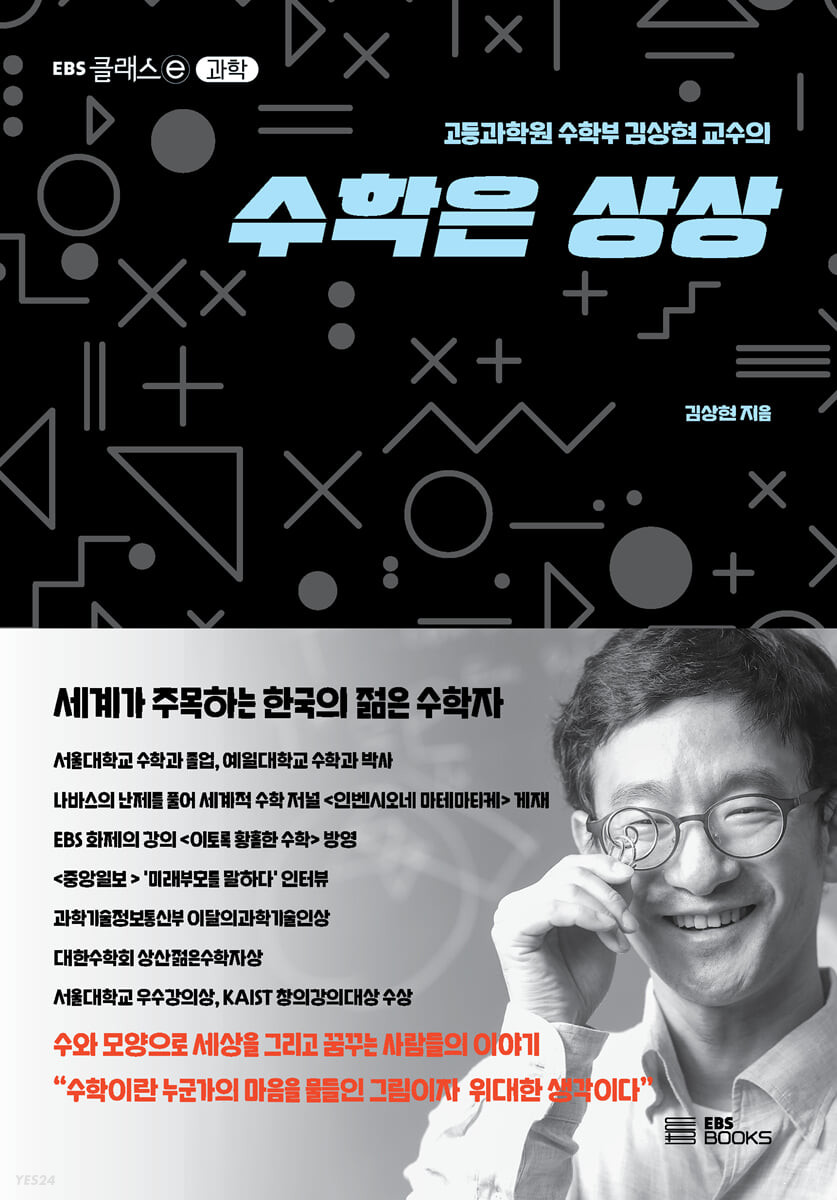 EBS 클래스 e 과학
고등과학원 수학부 김상현 교수의
수학은 상상
김상현 지음
세계가 주목하는 한국의 젊은 수학자
서울대학교 수학과 졸업, 예일대학교 수학과 박사
나바스의 난제를 풀어 세계적 수학 저널 <인벤시오네 마테마티케> 게재
EBS 화제의 강의 <이토록 황홀한 수학> 방영
<중앙일보 > '미래부모를 말하다' 인터뷰
과학기술정보통신부 이달의과학기술인상
대한수학회 상산젊은수학자상
서울대학교 우수강의상, KAIST 창의강의대상 수상
수와 모양으로 세상을 그리고 꿈꾸는 사람들의 이야기
“수학이란 누군가의 마음을 물들인 그림이자 위대한 생각이다”
EBS
BOOKS
YES24